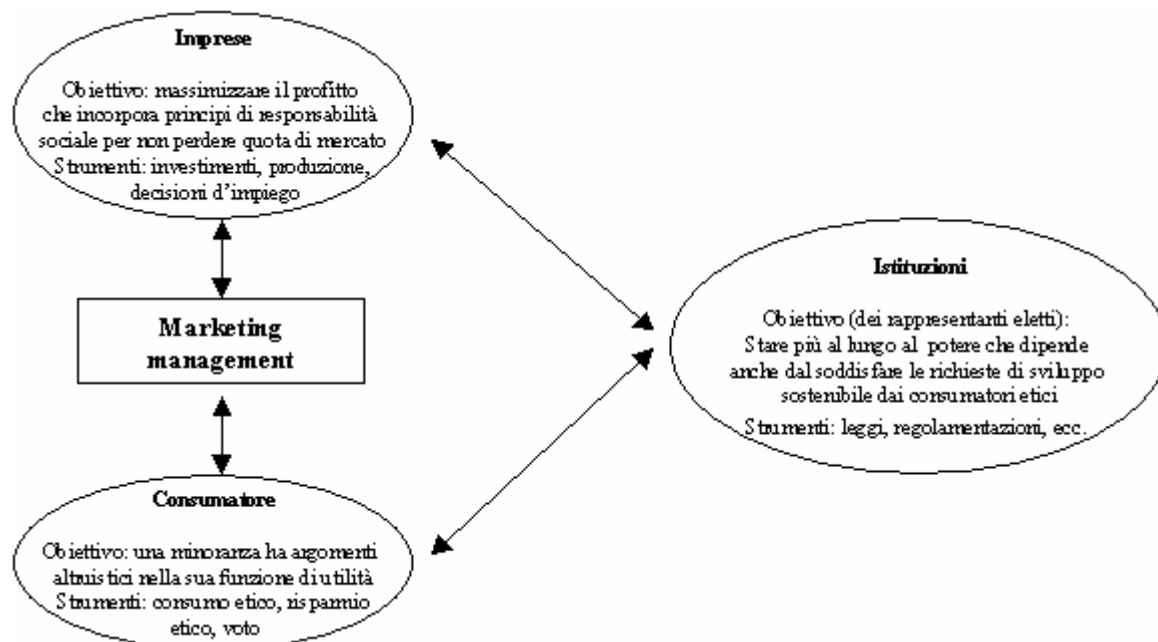 Imprese
Obiettivo: massimizzare il profitto
che incorpora principi di responsabilità
sociale per non perdere quota di mercato
Strumenti: investimenti, produzione,
decisioni d'impiego
Marketing
management
Istituzioni
Obiettivo (dei rappresentanti eletti):
Stare più al lungo al potere che dipende
anche dal soddisfare le richieste di sviluppo
sostenibile dai consumatori etici
Strumenti: leggi, regolamentazioni, ecc.
Consumatore
Obiettivo: una minoranza ha argomenti
altruistici nella sua funzione di utilità
Strumenti: consumo etico, risparmio
etico, voto